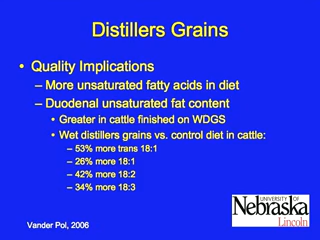 Distillers Grains
• Quality Implications
– More unsaturated fatty acids in diet
– Duodenal unsaturated fat content
• Greater in cattle finished on WDGS
• Wet distillers grains vs. control diet in cattle:
– 53% more trans 18:1
– 26% more 18:1
– 42% more 18:2
– 34% more 18:3
UNIVERSITY OF
Nebraska
Lincoln
Vander Pol, 2006